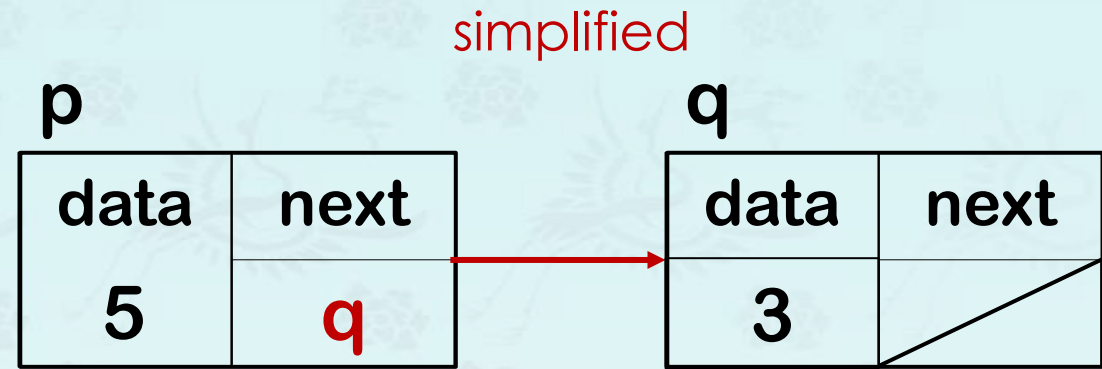 simplified
p q
data next data next
5 q 3